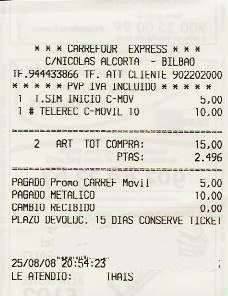 * * * CARREFOUR EXPRESS * * *
C/NICOLAS ALCORTA - BILBAO
TF.944433866 TF. ATT CLIENTE 902202000
* * * * * PVP IVA INCLUIDO * * * * *
1 T.SIM INICIO C-MOV 5,00
1 # TELEREC C-MOVIL 10 10,00
2 ART TOT COMPRA: 15,00
PTAS: 2.496
PAGADO Promo CARREF Movil 5,00
PAGADO METALICO 10,00
CAMBIO RECIBIDO 0,00
PLAZO DEVOLUC. 15 DIAS CONSERVE TICKET
25/08/08 20:54:23
LE ATENDIO: THAIS